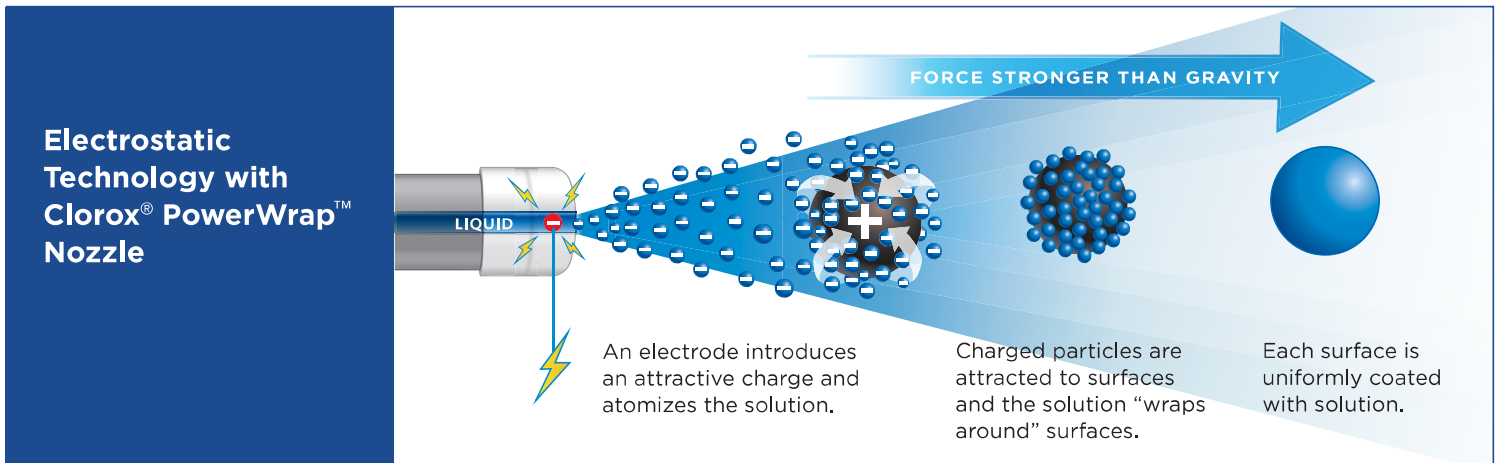 Electrostatic
Technology with
Clorox® PowerWrap™
Nozzle
LIQUID
FORCE STRONGER THAN GRAVITY
An electrode introduces
an attractive charge and
atomizes the solution.
Charged particles are
attracted to surfaces
and the solution “wraps
around” surfaces.
Each surface is
uniformly coated
with solution.